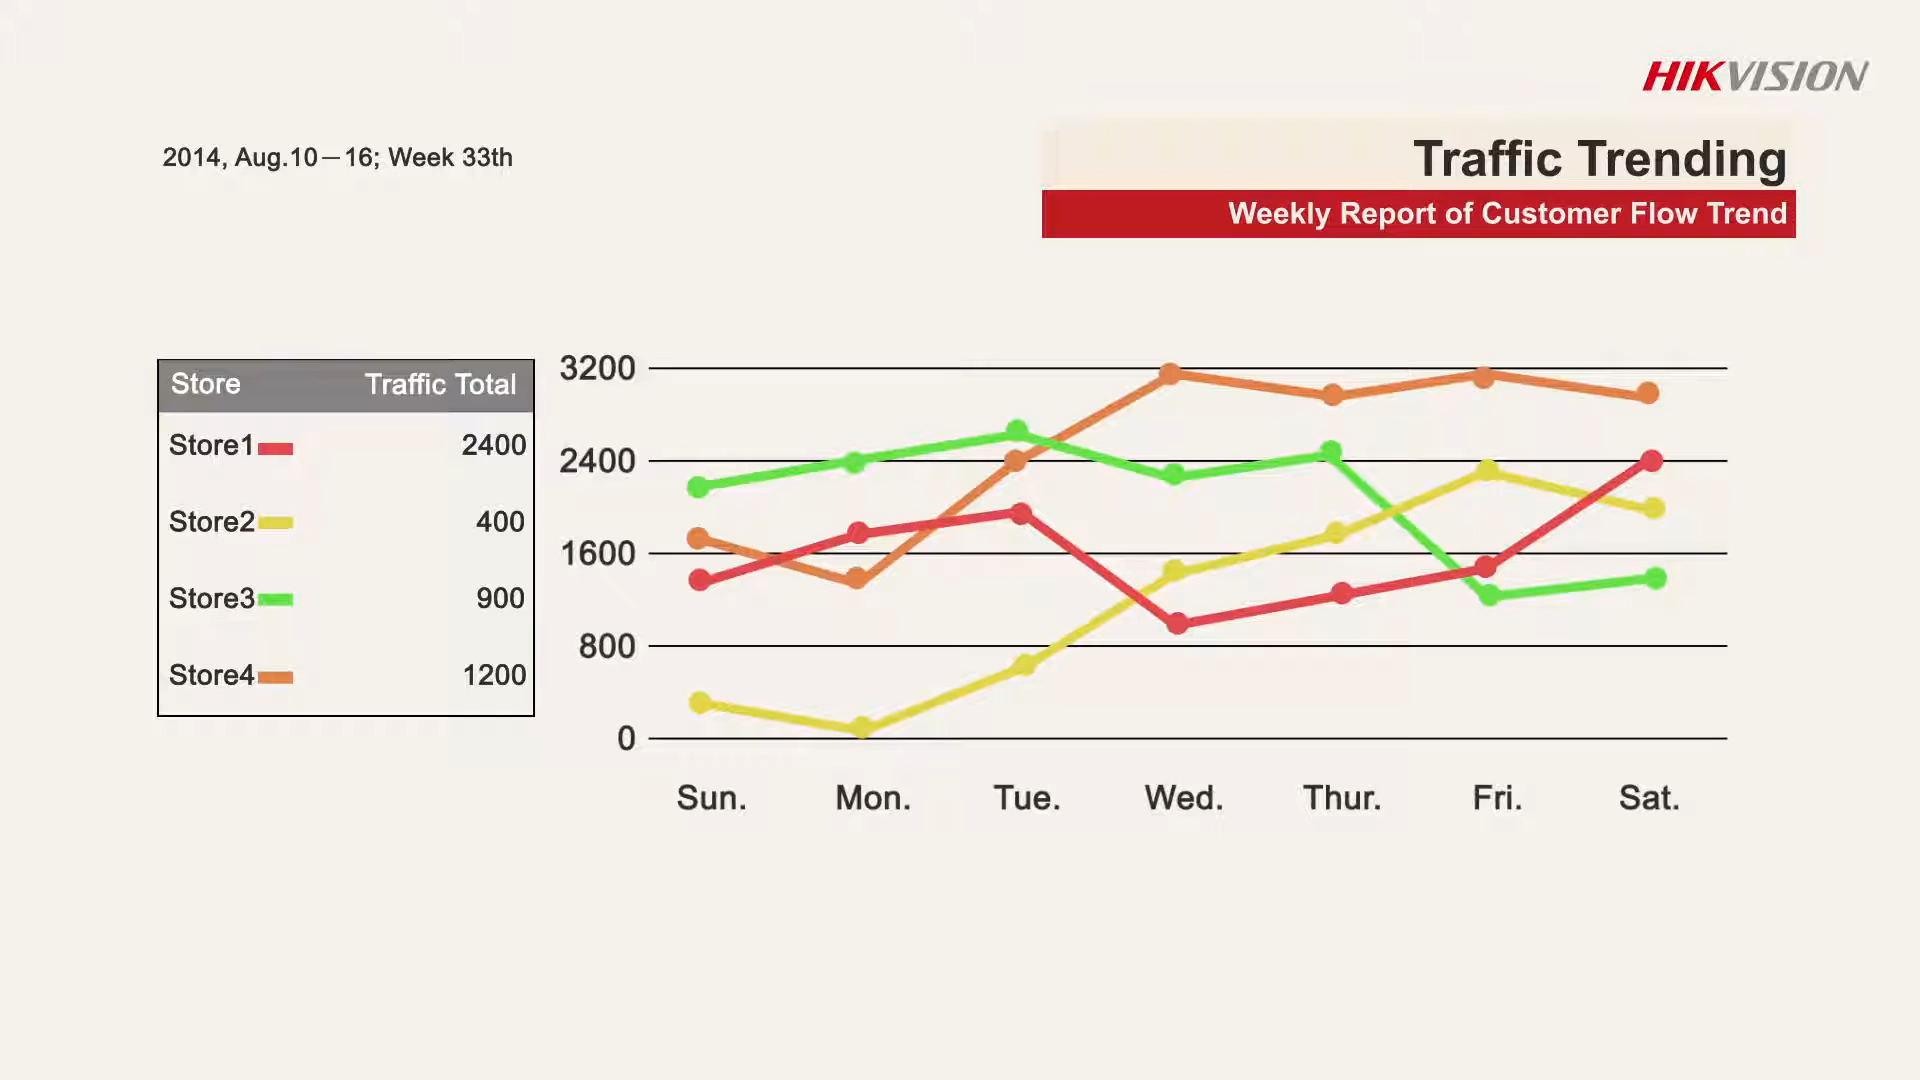 HIKVISION
2014, Aug.10—16; Week 33th
Traffic Trending
Weekly Report of Customer Flow Trend
Store Traffic Total
Store1 2400
Store2 400
Store3 900
Store4 1200
3200
2400
1600
800
0
Sun. Mon. Tue. Wed. Thur. Fri. Sat.